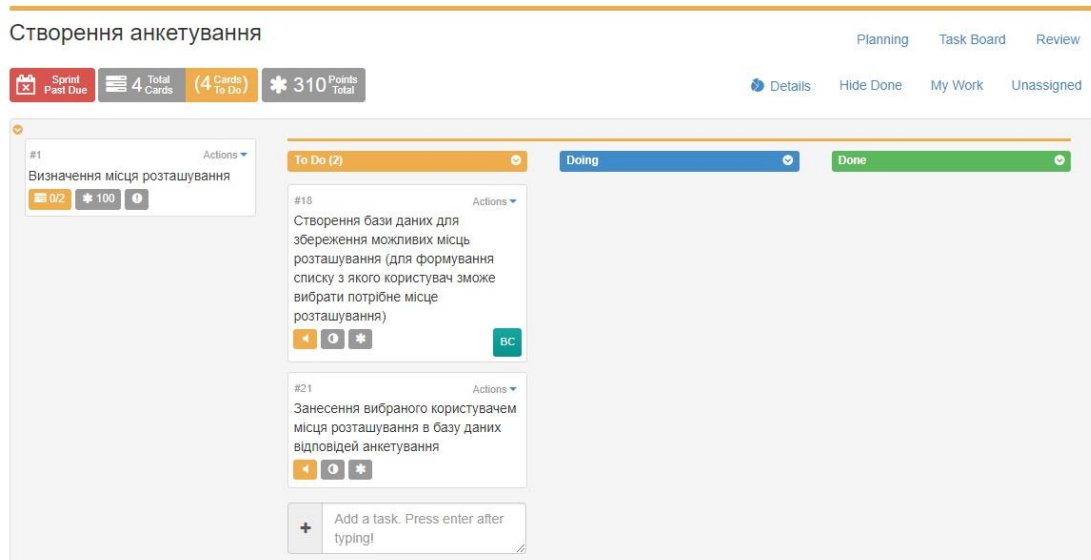 Створення анкетування
Planning Task Board Review
Sprint Past Due
4 Total Cards
(4 Cards To Do)
310 Points Total
Details Hide Done My Work Unassigned
#1 Actions
Визначення місця розташування
0/2 100
To Do (2)
Doing
Done
#18 Actions
Створення бази даних для
збереження можливих місць
розташування (для формування
списку з якого користувач зможе
вибрати потрібне місце
розташування)
BC
#21 Actions
Занесення вибраного користувачем
місця розташування в базу даних
відповідей анкетування
Add a task. Press enter after
typing!